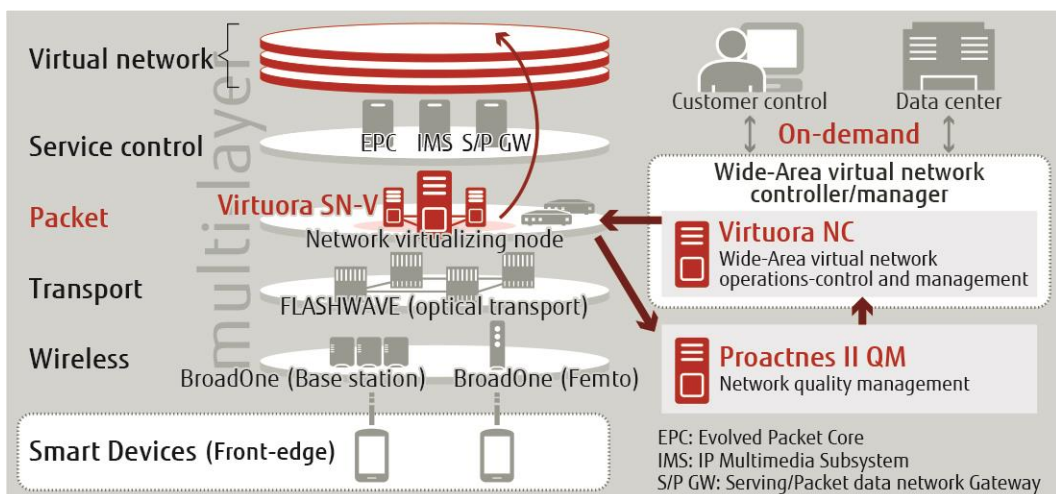 Virtual network
multilayer
Service control
EPC IMS S/P GW
Packet
Virtuora SN-V
Network virtualizing node
Transport
FLASHWAVE (optical transport)
Wireless
BroadOne (Base station) BroadOne (Femto)
Smart Devices (Front-edge)
Customer control Data center
On-demand
Wide-Area virtual network
controller/manager
Virtuora NC
Wide-Area virtual network
operations-control and management
Proactnes II QM
Network quality management
EPC: Evolved Packet Core
IMS: IP Multimedia Subsystem
S/P GW: Serving/Packet data network Gateway